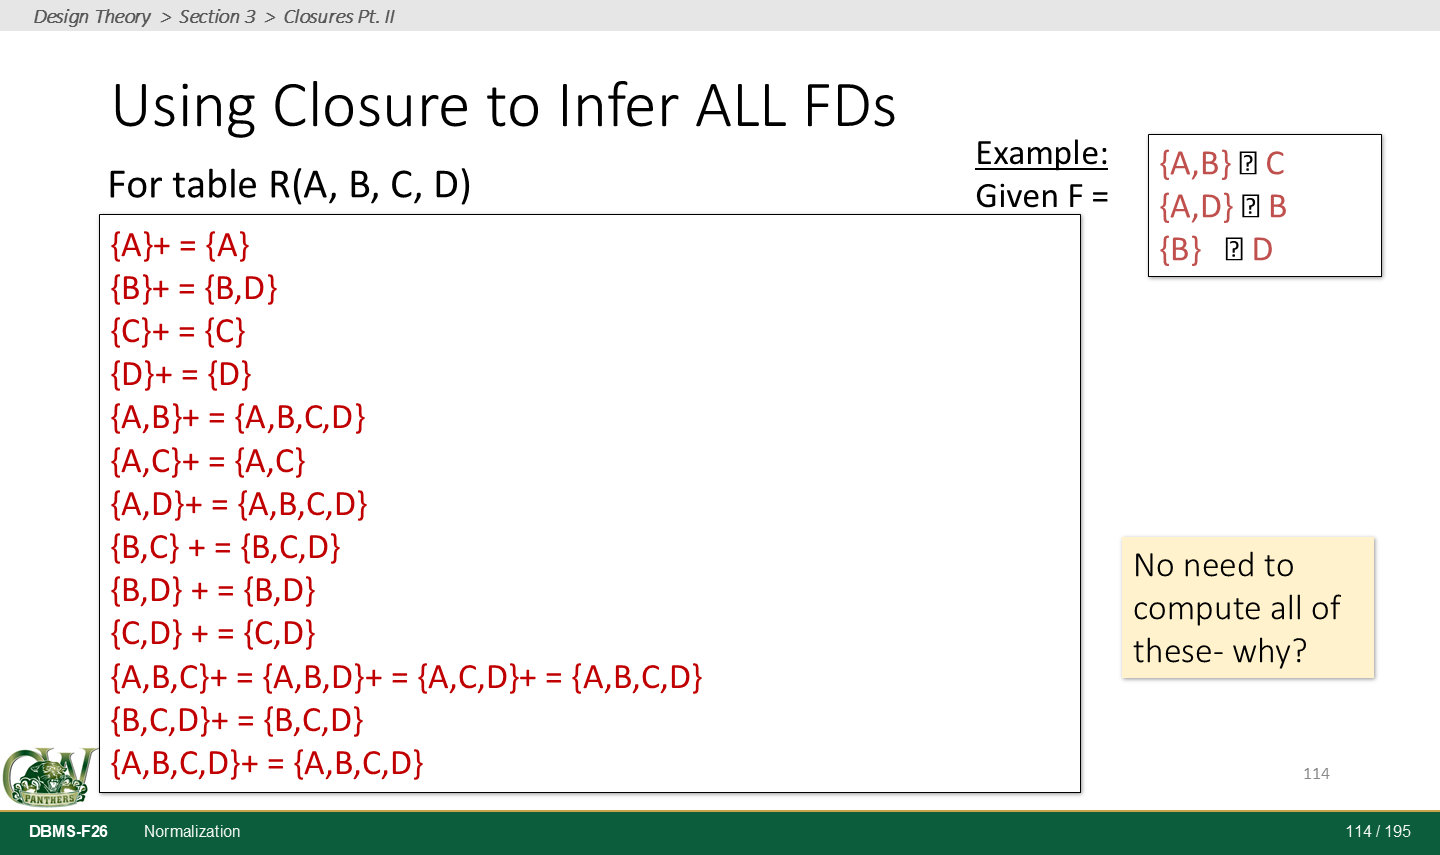 Design Theory > Section 3 > Closures Pt. II
Using Closure to Infer ALL FDs
For table R(A, B, C, D)
Example:
Given F =
{A,B} ⍰ C
{A,D} ⍰ B
{B} ⍰ D
{A}+ = {A}
{B}+ = {B,D}
{C}+ = {C}
{D}+ = {D}
{A,B}+ = {A,B,C,D}
{A,C}+ = {A,C}
{A,D}+ = {A,B,C,D}
{B,C} + = {B,C,D}
{B,D} + = {B,D}
{C,D} + = {C,D}
{A,B,C}+ = {A,B,D}+ = {A,C,D}+ = {A,B,C,D}
{B,C,D}+ = {B,C,D}
{A,B,C,D}+ = {A,B,C,D}
No need to
compute all of
these- why?
CW
PANTHERS
114
DBMS-F26 Normalization 114 / 195